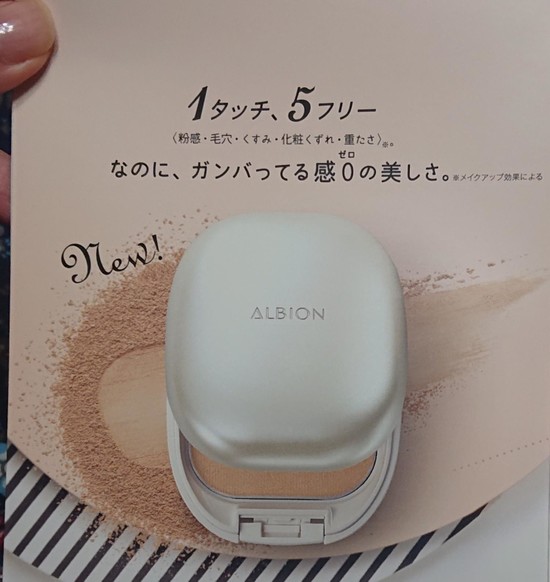 1タッチ、5フリー
〈粉感・毛穴・くすみ・化粧くずれ・重たさ〉※。
ゼロ
なのに、ガンバってる感0の美しさ。※メイクアップ効果による
New!
ALBION